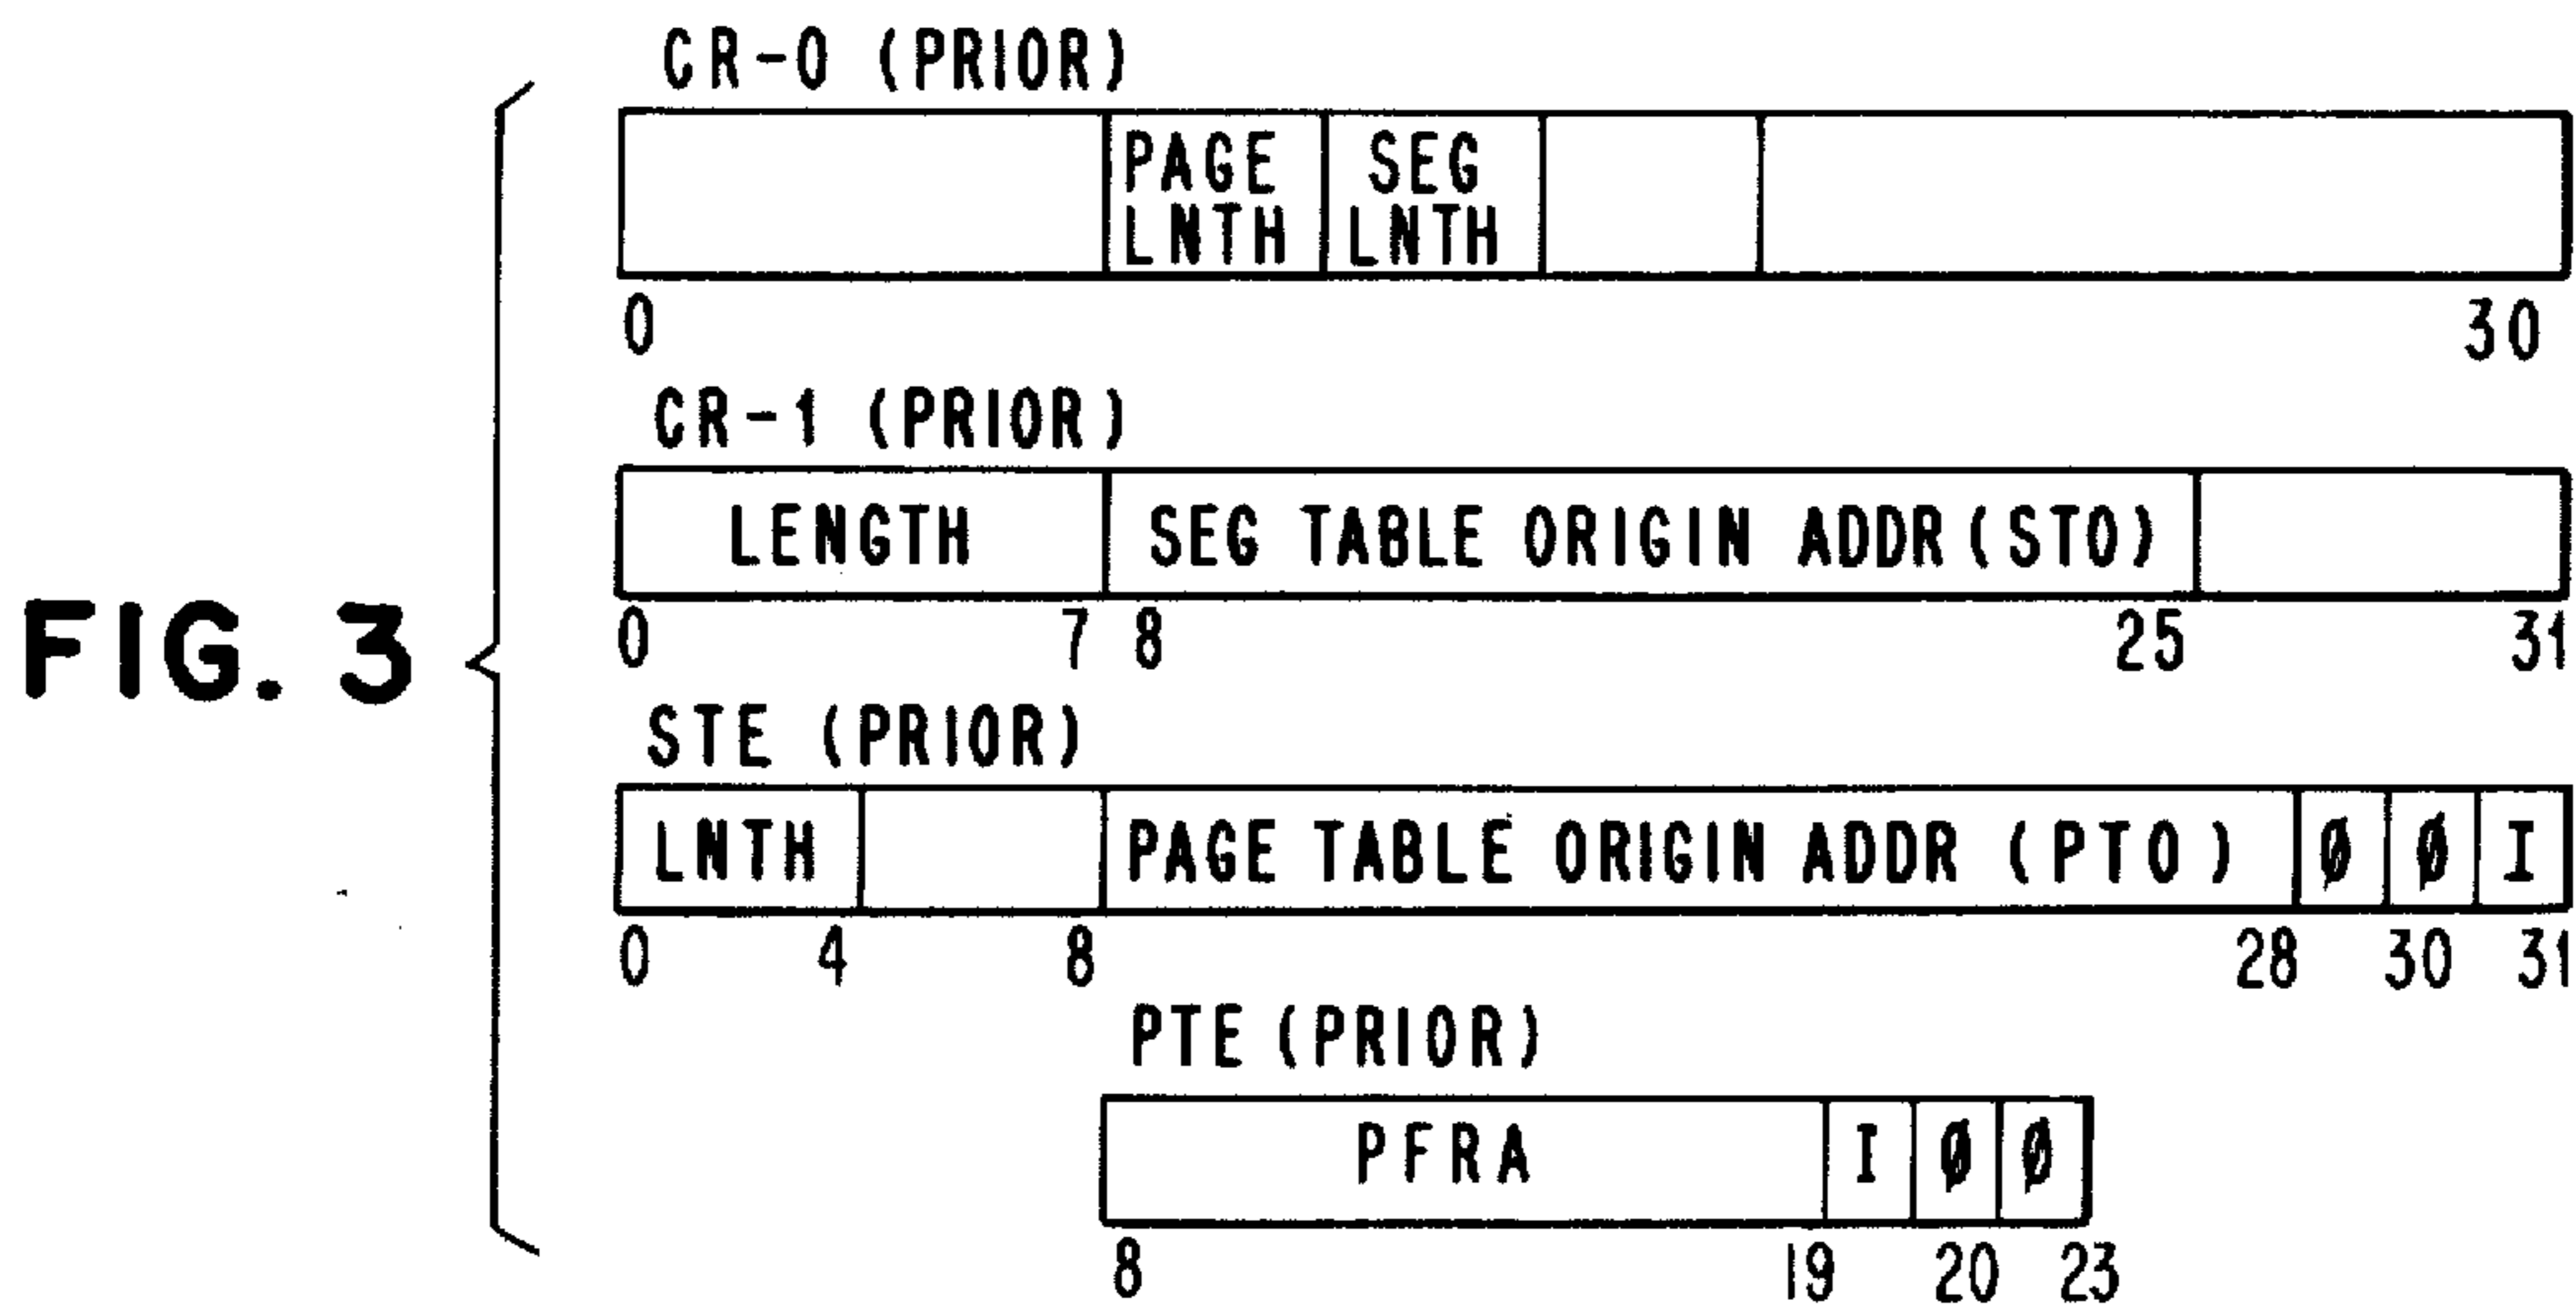 FIG. 3
CR-0 (PRIOR)
PAGE LNTH SEG LNTH
0 30
CR-1 (PRIOR)
LENGTH SEG TABLE ORIGIN ADDR (STO)
0 7 8 25 31
STE (PRIOR)
LNTH PAGE TABLE ORIGIN ADDR (PTO) Ø Ø I
0 4 8 28 30 31
PTE (PRIOR)
PFRA I Ø Ø
8 19 20 23